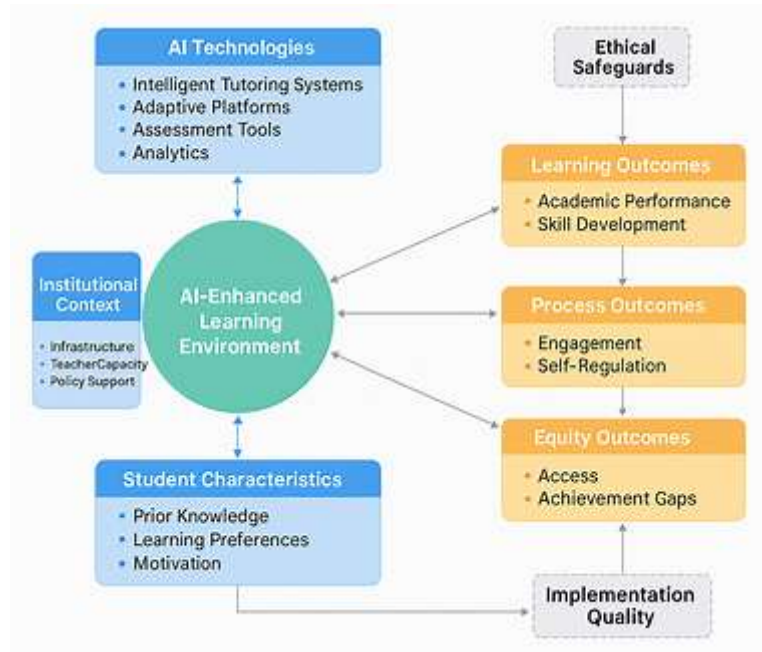 AI Technologies
• Intelligent Tutoring Systems
• Adaptive Platforms
• Assessment Tools
• Analytics
Ethical
Safeguards
Learning Outcomes
• Academic Performance
• Skill Development
Institutional
Context
• Infrastructure
• TeacherCapacity
• Policy Support
AI-Enhanced
Learning
Environment
Process Outcomes
• Engagement
• Self-Regulation
Equity Outcomes
• Access
• Achievement Gaps
Student Characteristics
• Prior Knowledge
• Learning Preferences
• Motivation
Implementation
Quality